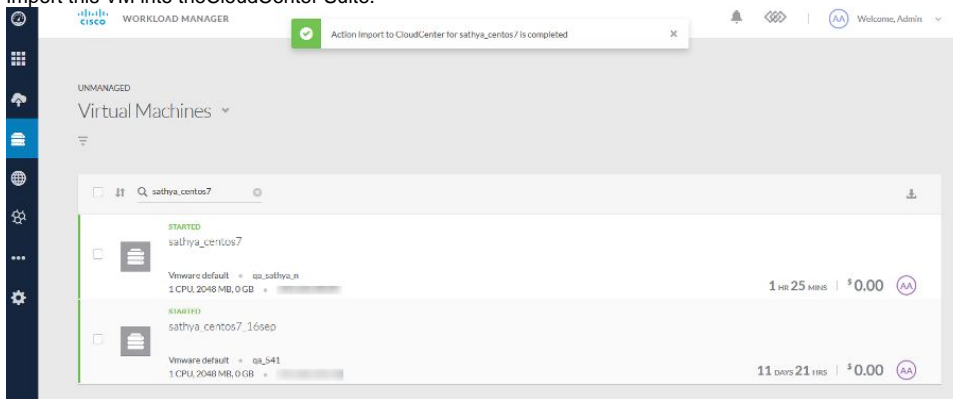 import this VM into theCloudCenter Suite.
CISCO WORKLOAD MANAGER
AA Welcome, Admin
Action Import to CloudCenter for sathya_centos7 is completed
UNMANAGED
Virtual Machines
sathya_centos7
STARTED
sathya_centos7
Vmware default • qa_sathya_n
1 CPU, 2048 MB, 0 GB •
1 HR 25 MINS | $0.00 AA
STARTED
sathya_centos7_16sep
Vmware default • qa_541
1 CPU, 2048 MB, 0 GB •
11 DAYS 21 HRS | $0.00 AA